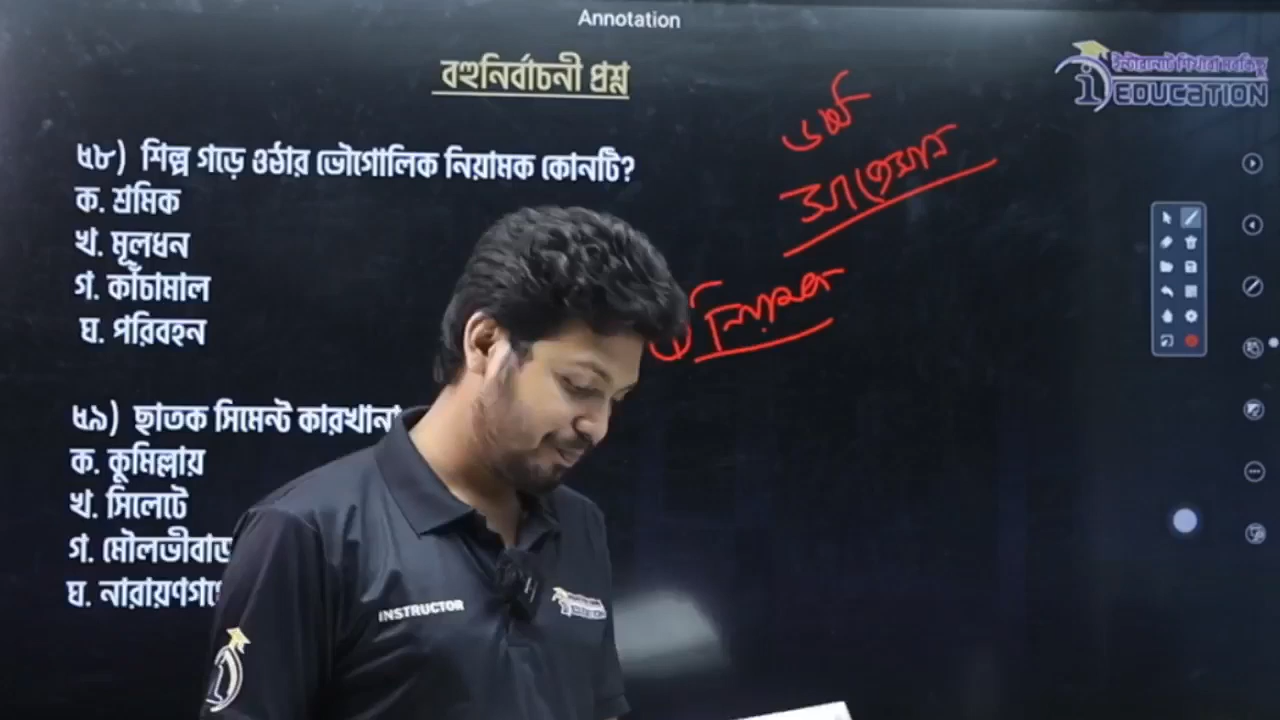 Annotation
বহুনির্বাচনী প্রশ্ন
EDUCATION
৫৮) শিল্প গড়ে ওঠার ভৌগোলিক নিয়ামক কোনটি?
ক. শ্রমিক
খ. মূলধন
গ. কাঁচামাল
ঘ. পরিবহন
নিয়ামক
৫৯) ছাতক সিমেন্ট কারখানা
ক. কুমিল্লায়
খ. সিলেটে
গ. মৌলভীবাজ
ঘ. নারায়ণগ
INSTRUCTOR